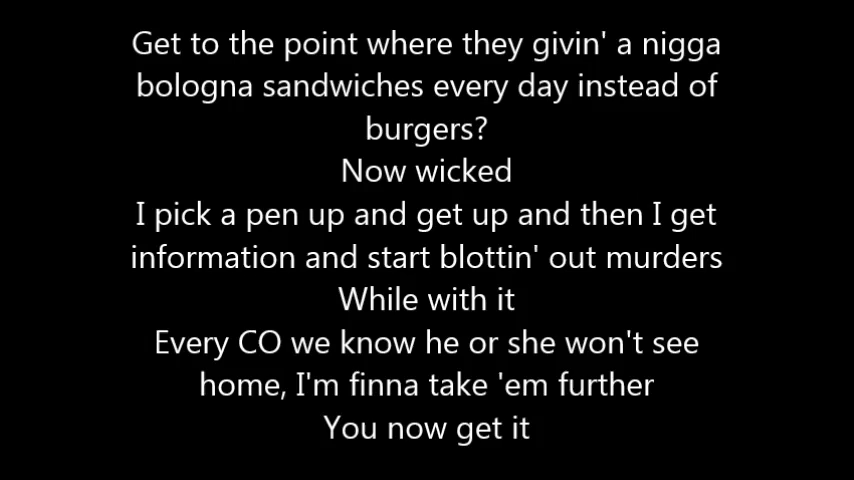 Get to the point where they givin' a nigga
bologna sandwiches every day instead of
burgers?
Now wicked
I pick a pen up and get up and then I get
information and start blottin' out murders
While with it
Every CO we know he or she won't see
home, I'm finna take 'em further
You now get it